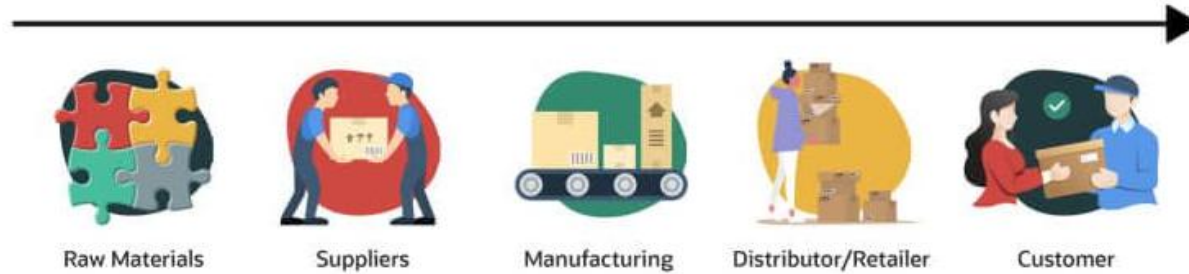 Raw Materials
Suppliers
Manufacturing
Distributor/Retailer
Customer